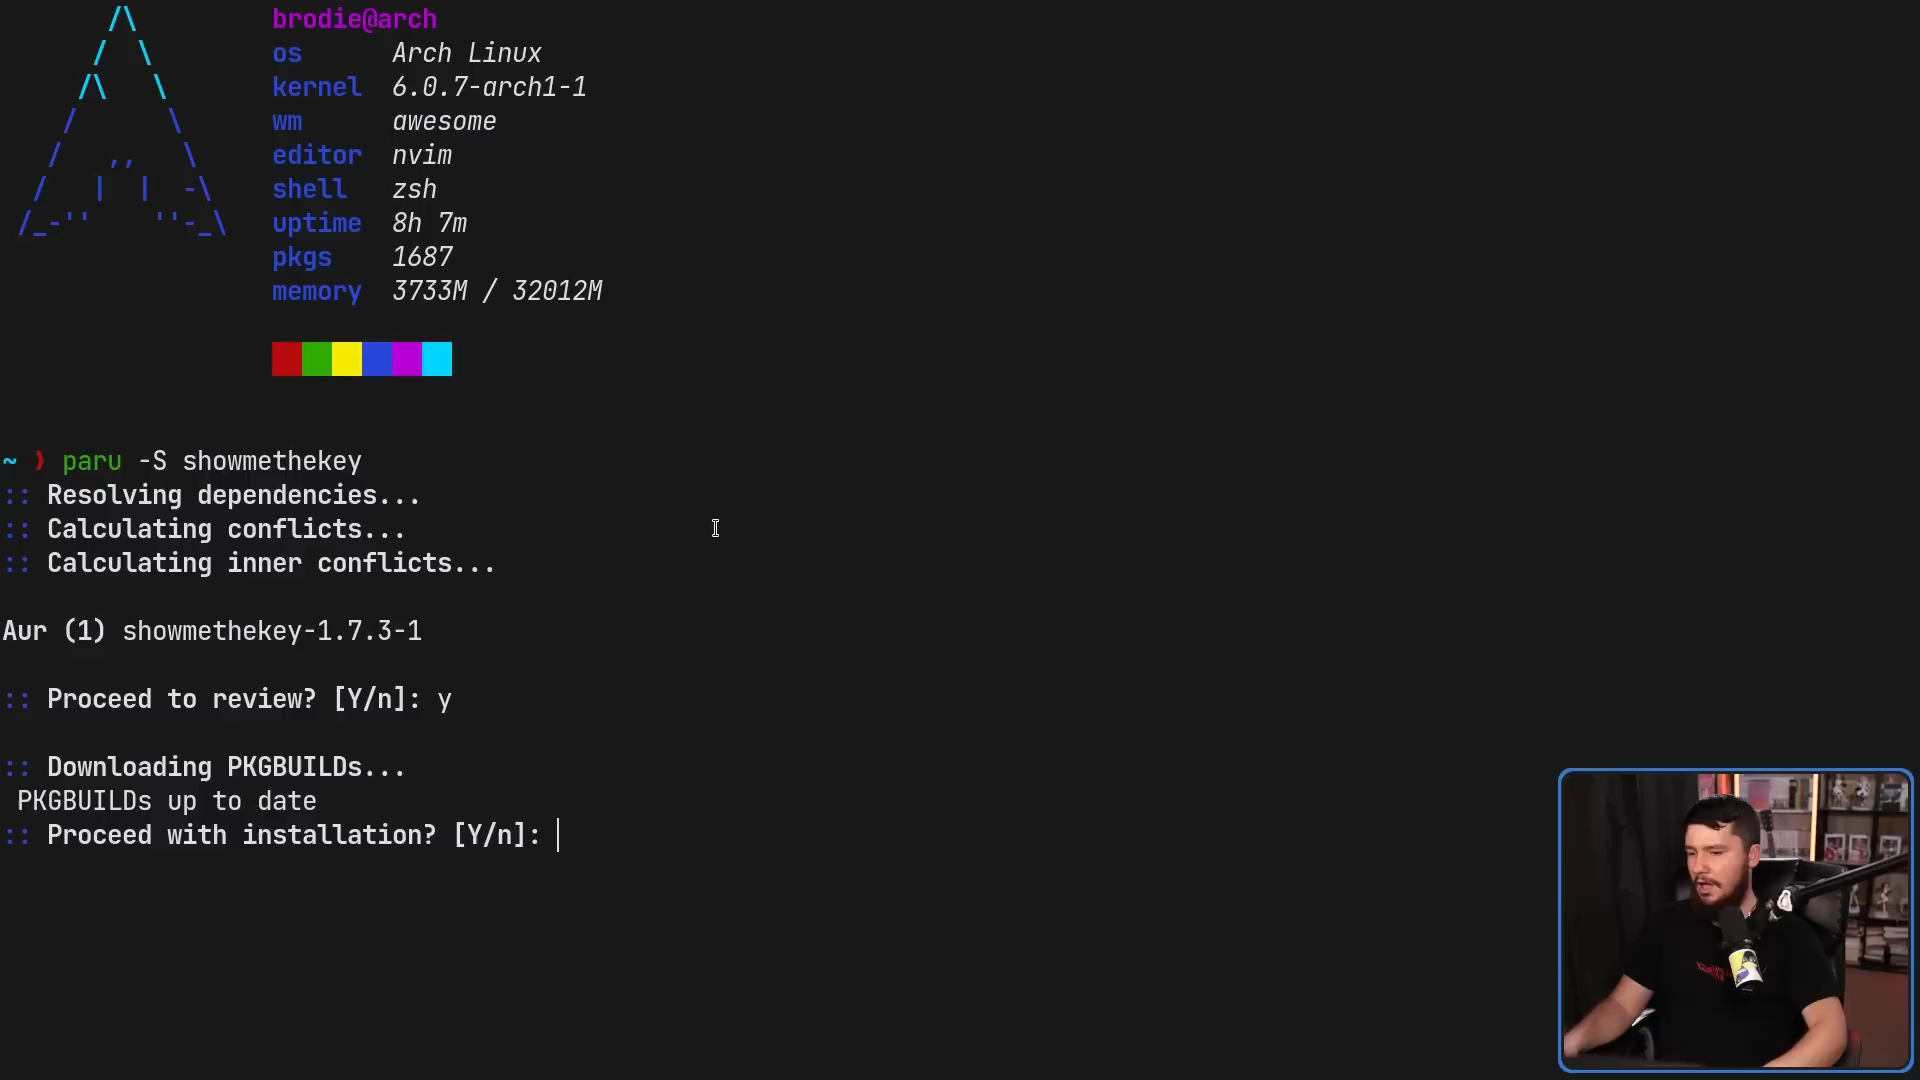 brodie@arch
os Arch Linux
kernel 6.0.7-arch1-1
wm awesome
editor nvim
shell zsh
uptime 8h 7m
pkgs 1687
memory 3733M / 32012M
~ ❯ paru -S showmethekey
:: Resolving dependencies...
:: Calculating conflicts...
:: Calculating inner conflicts...
Aur (1) showmethekey-1.7.3-1
:: Proceed to review? [Y/n]: y
:: Downloading PKGBUILDs...
PKGBUILDs up to date
:: Proceed with installation? [Y/n]: